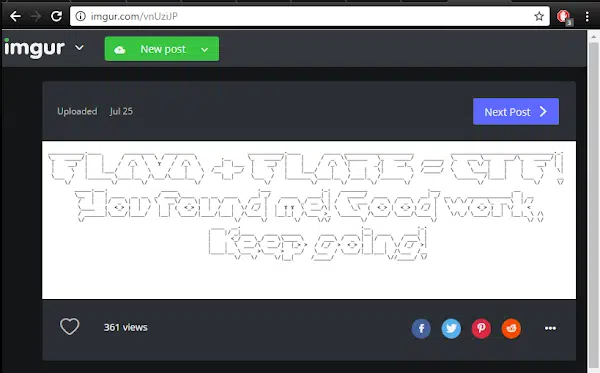 imgur.com/vnUziJP
3
imgur
New post
Uploaded Jul 25
Next Post
FLAVA + FLARE = CTF!
You found me! Good work.
Keep going!
361 views